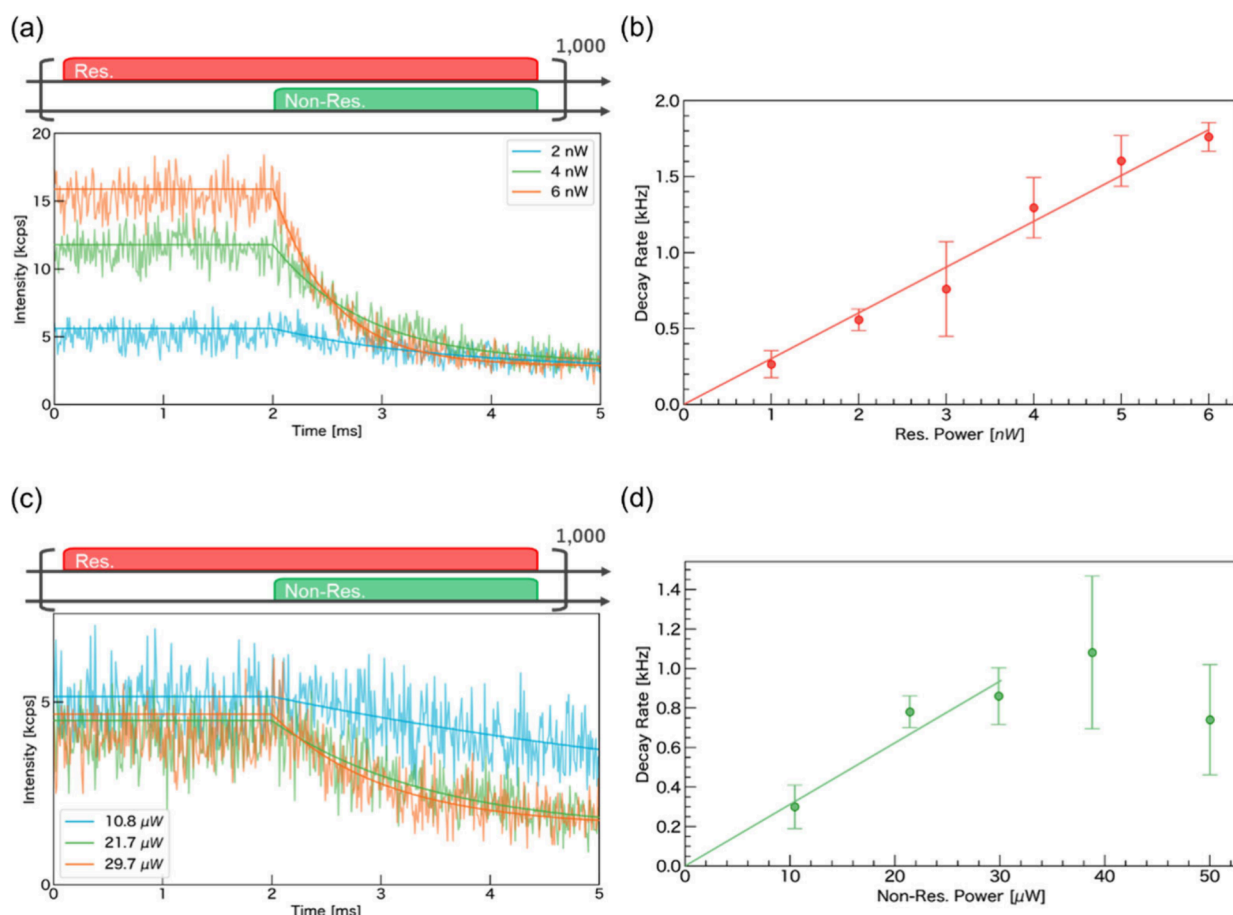 (a)
1,000
Res.
Non-Res.
20
15
10
5
0
Intensity [kcps]
2 nW
4 nW
6 nW
0 1 2 3 4 5
Time [ms]
(b)
2.0
1.5
1.0
0.5
0.0
Decay Rate [kHz]
0 1 2 3 4 5 6
Res. Power [nW]
(c)
1,000
Res.
Non-Res.
5
0
Intensity [kcps]
10.8 μW
21.7 μW
29.7 μW
0 1 2 3 4 5
Time [ms]
(d)
1.4
1.2
1.0
0.8
0.6
0.4
0.2
0.0
Decay Rate [kHz]
0 10 20 30 40 50
Non-Res. Power [μW]